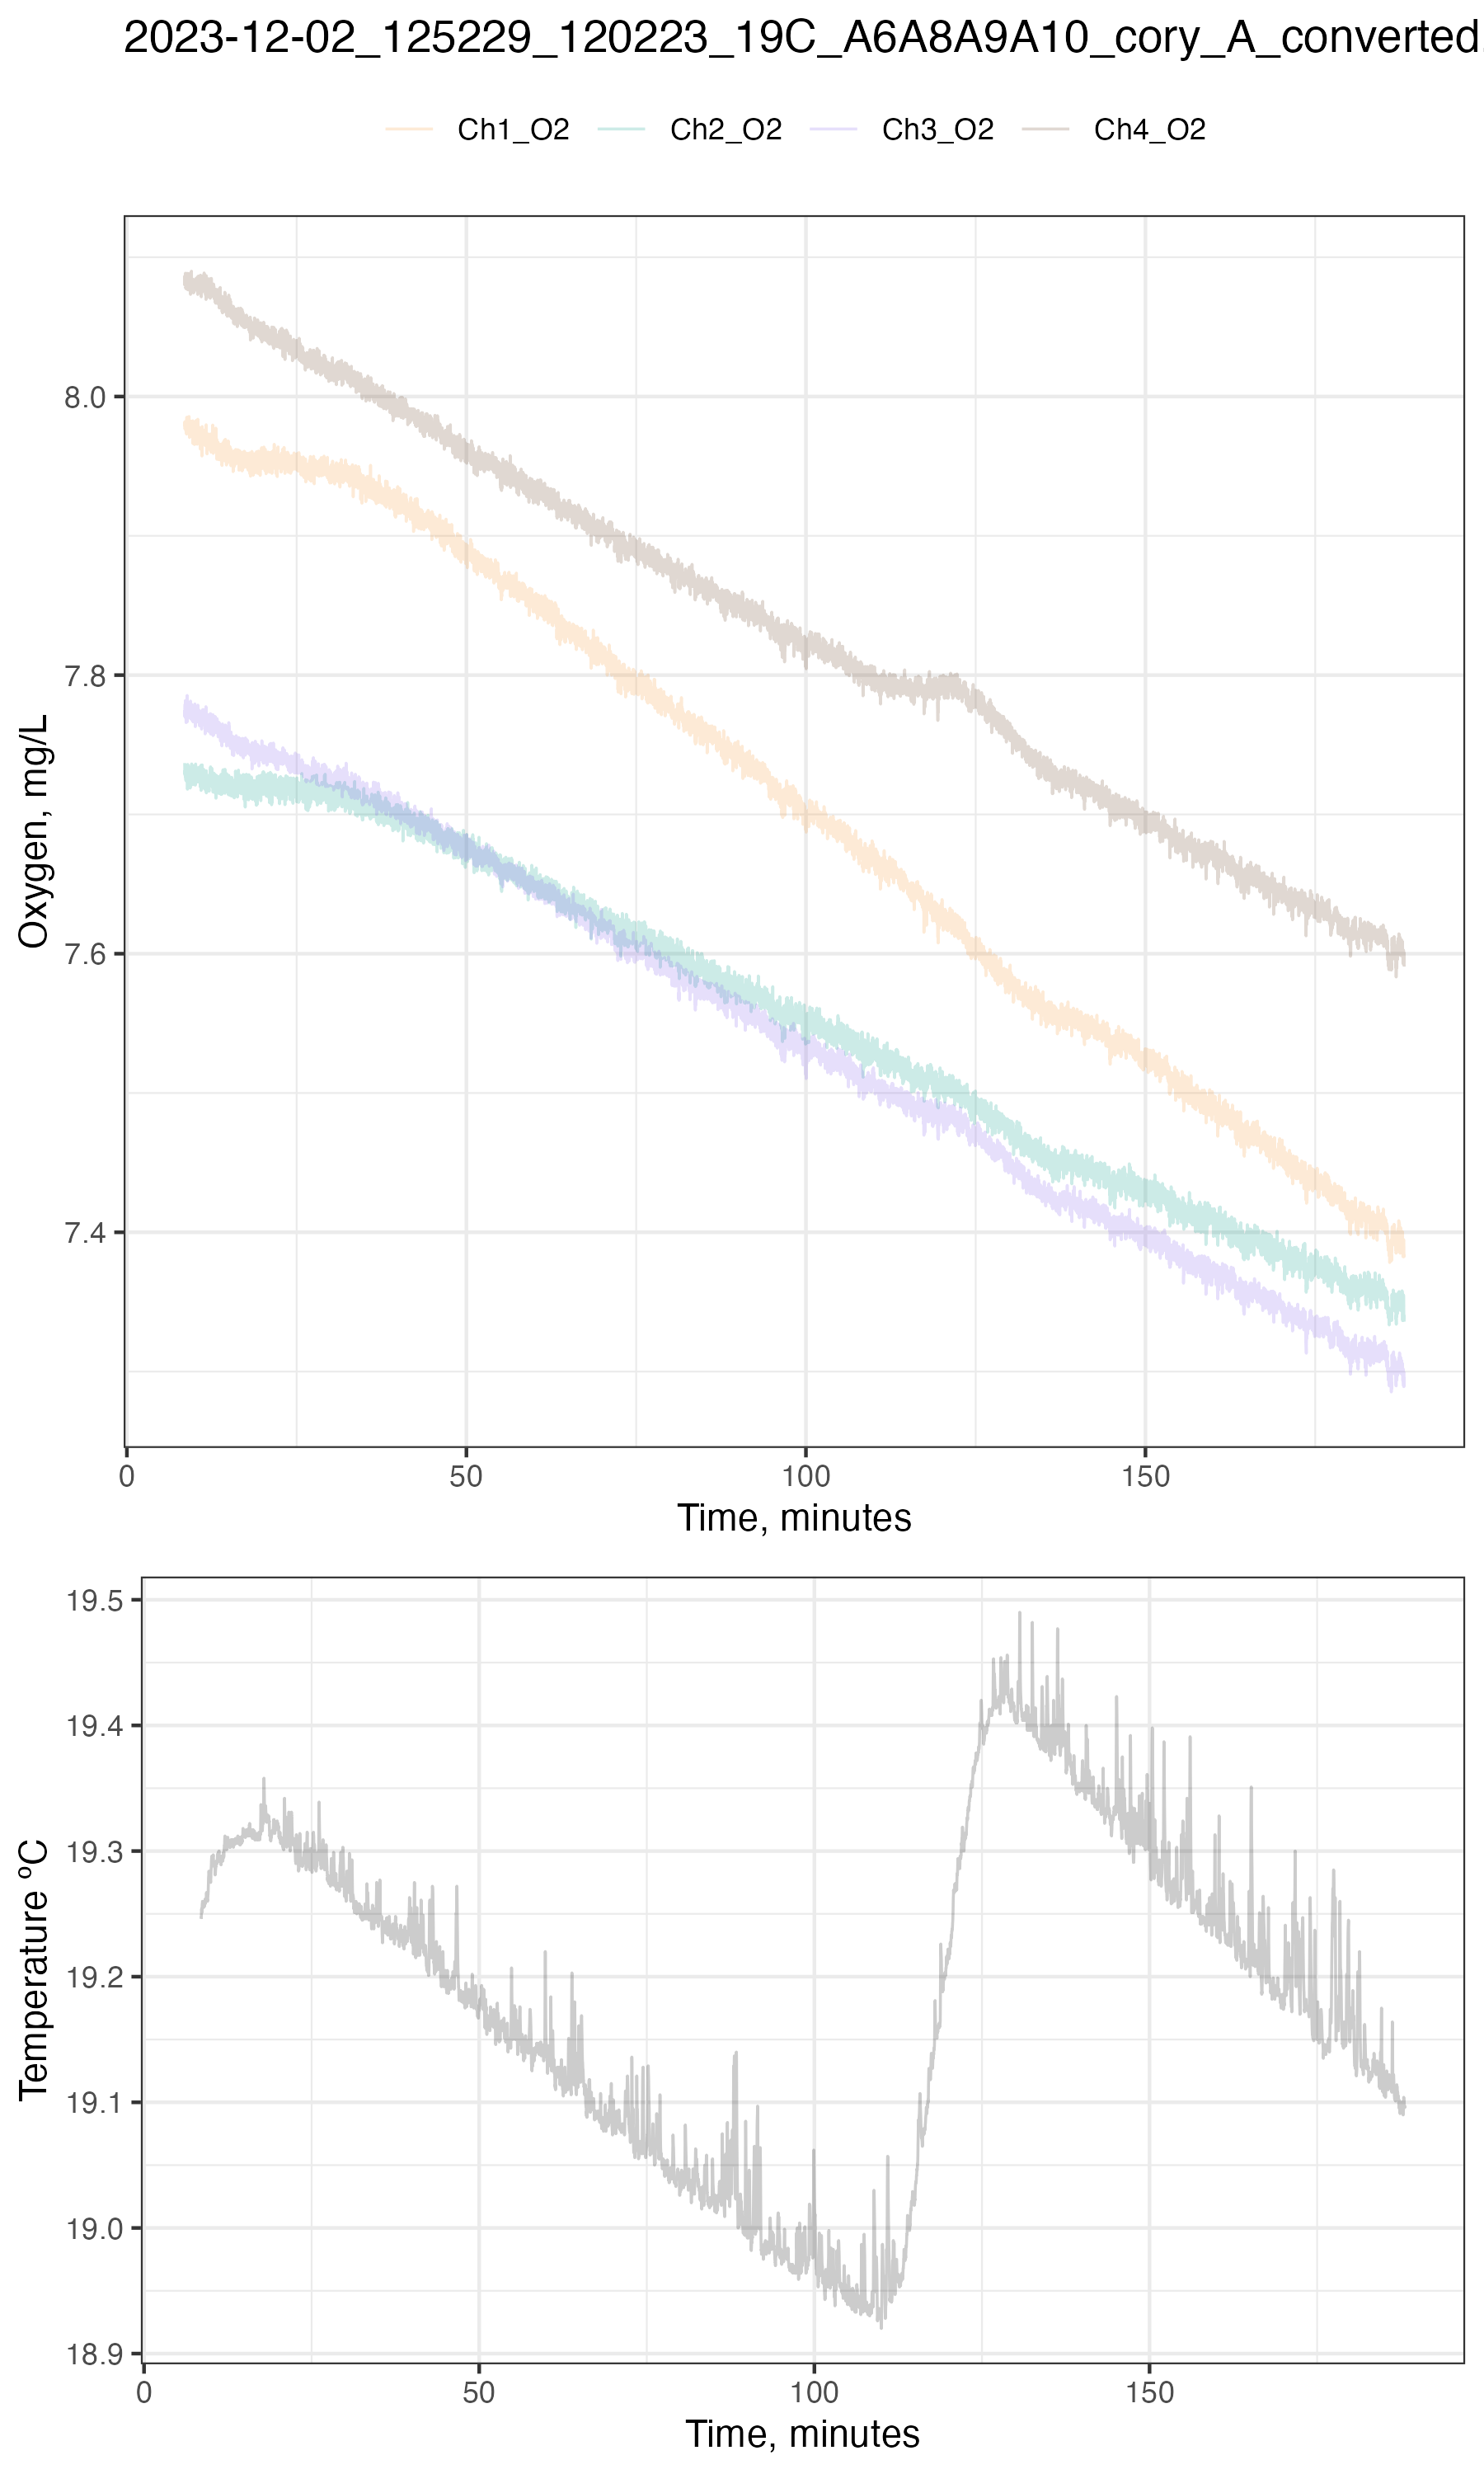 2023-12-02_125229_120223_19C_A6A8A9A10_cory_A_converted
Ch1_O2 Ch2_O2 Ch3_O2 Ch4_O2
Oxygen, mg/L
8.0
7.8
7.6
7.4
0 50 100 150
Time, minutes
Temperature ºC
19.5
19.4
19.3
19.2
19.1
19.0
18.9
0 50 100 150
Time, minutes